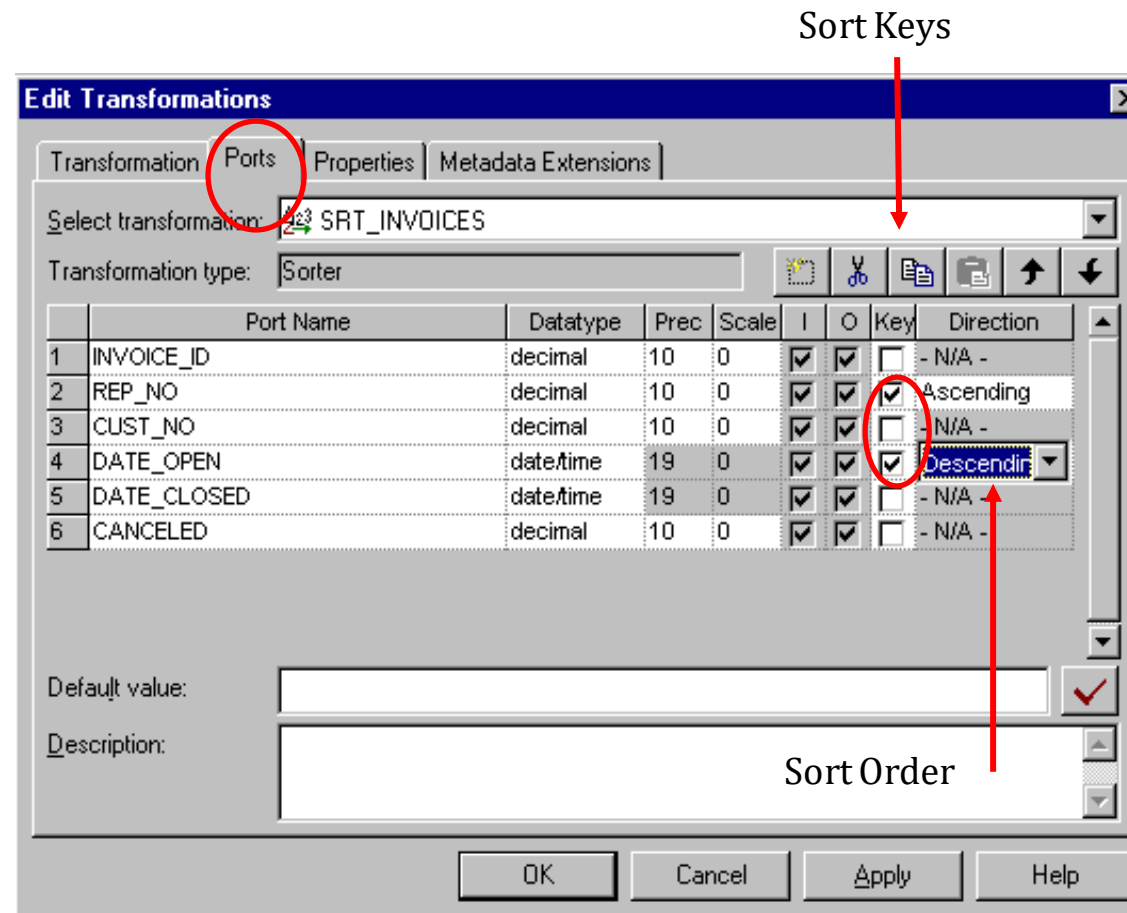 Sort Keys
Edit Transformations
Transformation Ports Properties Metadata Extensions
Select transformation: SRT_INVOICES
Transformation type: Sorter
Port Name Datatype Prec Scale I O Key Direction
1 INVOICE_ID decimal 10 0 - N/A -
2 REP_NO decimal 10 0 Ascending
3 CUST_NO decimal 10 0 - N/A -
4 DATE_OPEN date/time 19 0 Descendin
5 DATE_CLOSED date/time 19 0 - N/A -
6 CANCELED decimal 10 0 - N/A -
Default value:
Description:
Sort Order
OK Cancel Apply Help